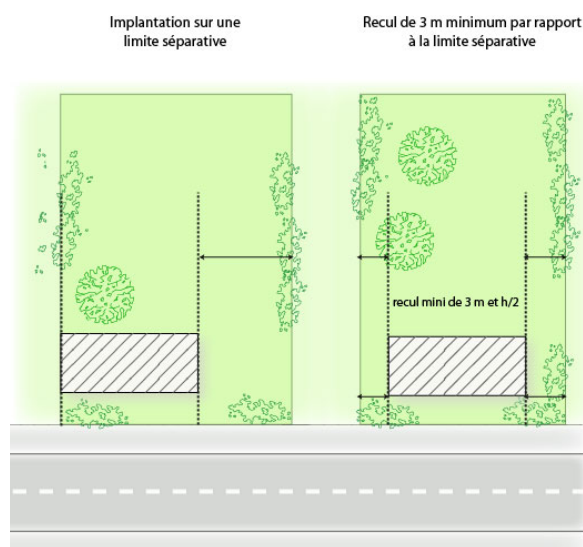 Implantation sur une
limite séparative
Recul de 3 m minimum par rapport
à la limite séparative
recul mini de 3 m et h/2